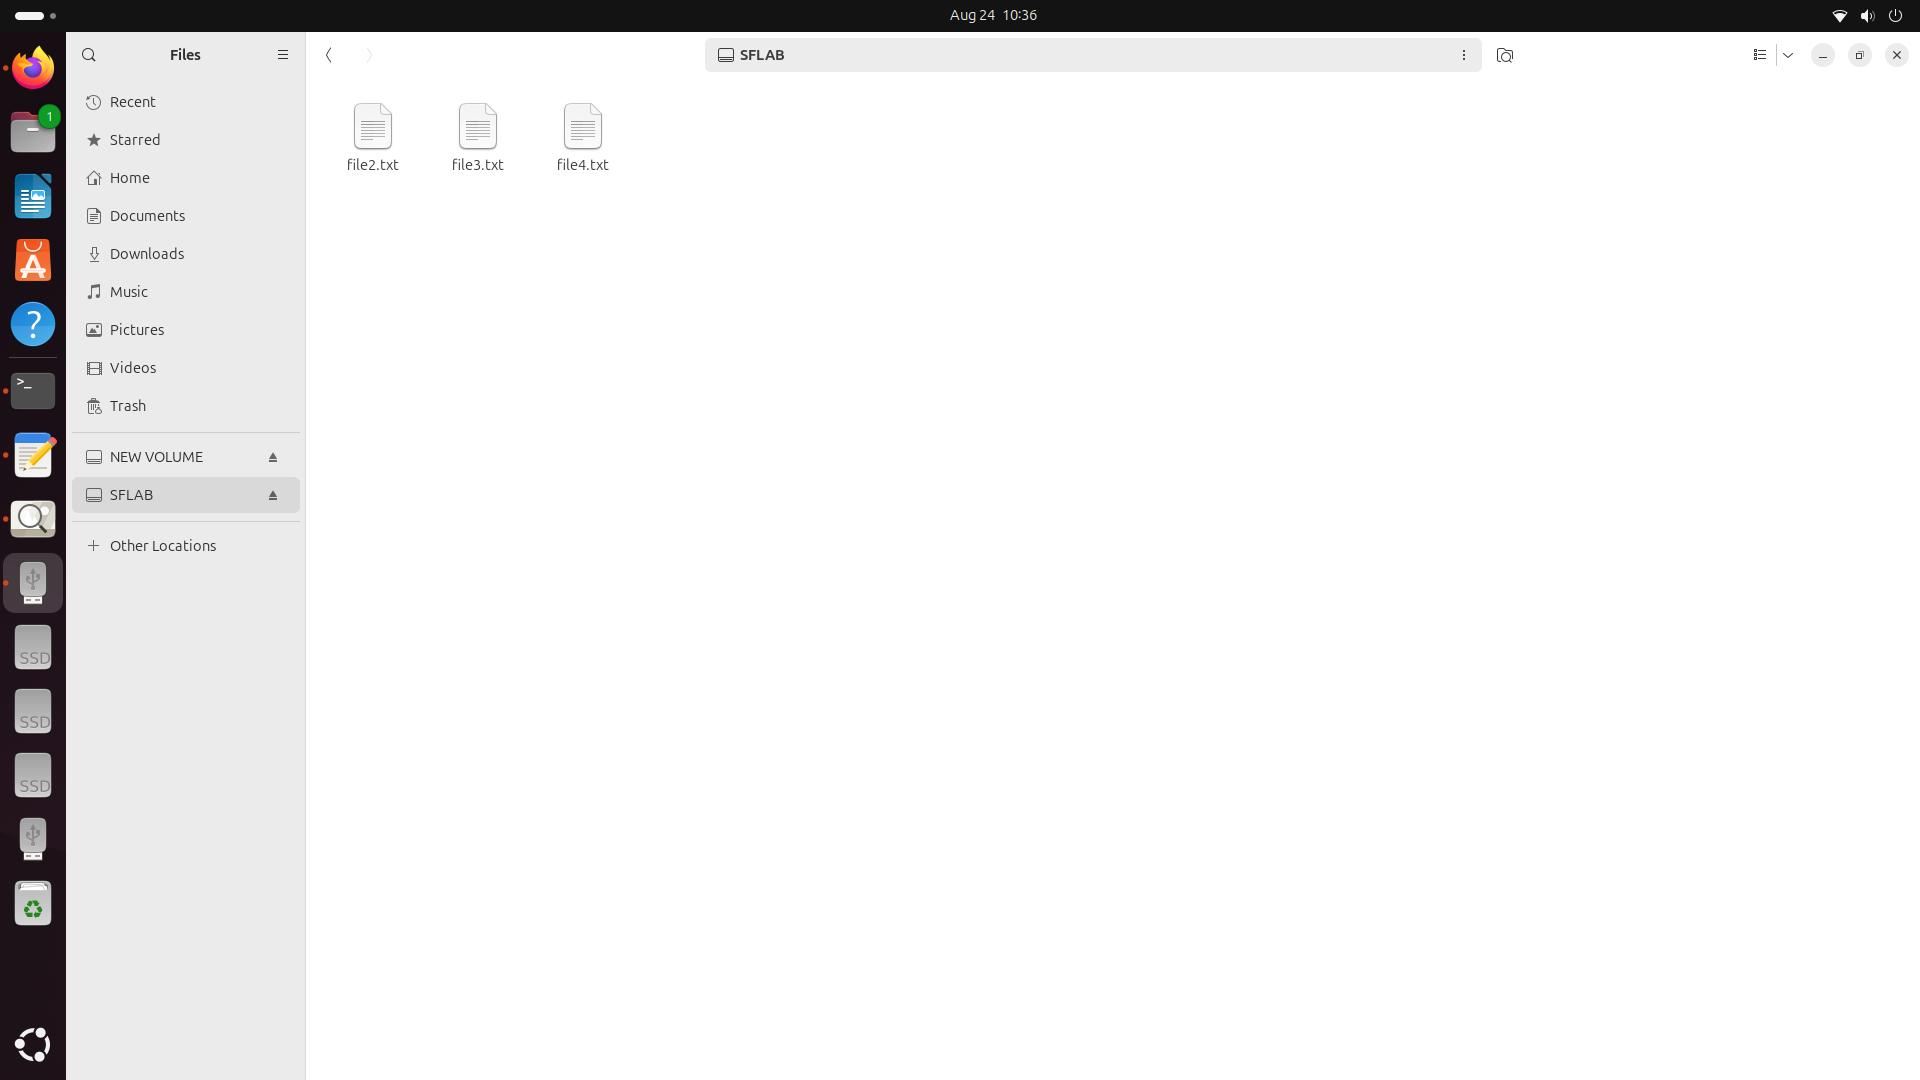 Aug 24 10:36
Files
SFLAB
1
Recent
Starred
Home
Documents
Downloads
Music
Pictures
Videos
Trash
NEW VOLUME
SFLAB
Other Locations
file2.txt
file3.txt
file4.txt
A
?
>_
SSD
SSD
SSD